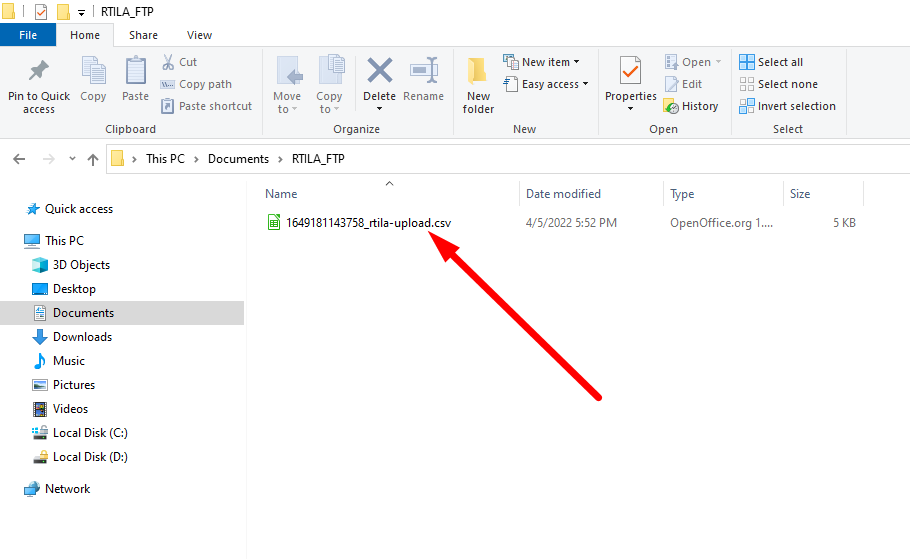 RTILA_FTP
File Home Share View
Pin to Quick access
Copy
Paste
Cut
Copy path
Paste shortcut
Clipboard
Move to
Copy to
Delete
Rename
Organize
New folder
New item
Easy access
New
Properties
Open
Edit
History
Open
Select all
Select none
Invert selection
Select
This PC > Documents > RTILA_FTP
Name Date modified Type Size
1649181143758_rtila-upload.csv 4/5/2022 5:52 PM OpenOffice.org 1.... 5 KB
Quick access
This PC
3D Objects
Desktop
Documents
Downloads
Music
Pictures
Videos
Local Disk (C:)
Local Disk (D:)
Network